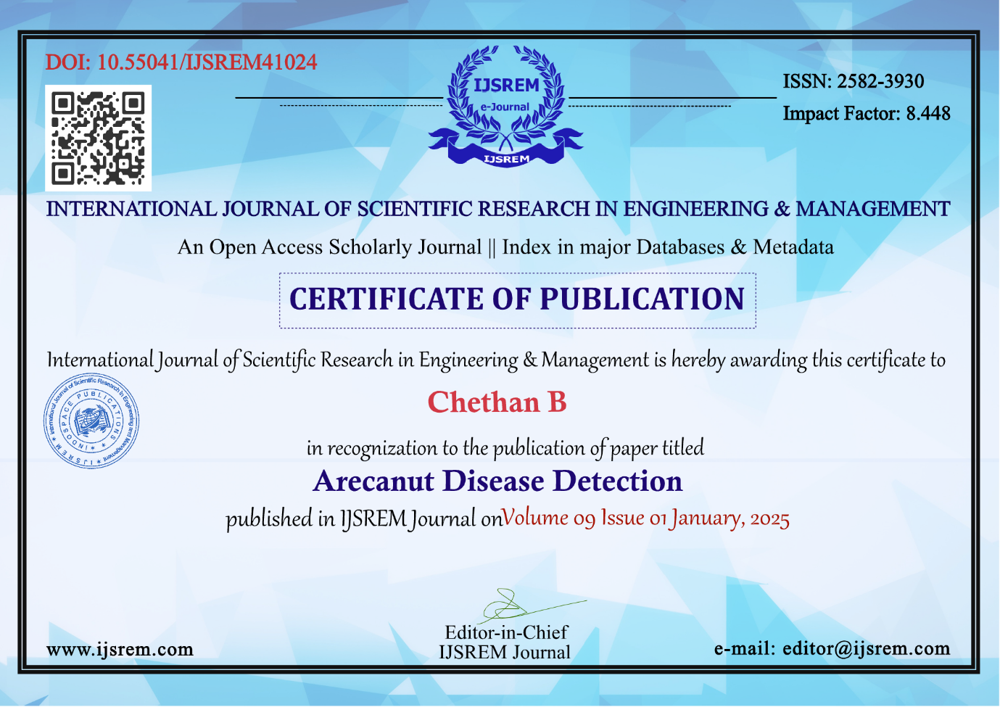 DOI: 10.55041/IJSREM41024
IJSREM
e-Journal
IJSREM
ISSN: 2582-3930
Impact Factor: 8.448
INTERNATIONAL JOURNAL OF SCIENTIFIC RESEARCH IN ENGINEERING & MANAGEMENT
An Open Access Scholarly Journal || Index in major Databases & Metadata
CERTIFICATE OF PUBLICATION
International Journal of Scientific Research in Engineering & Management is hereby awarding this certificate to
International Journal of Scientific Research in Engineering and Management
IJSREM
INDOSPACE PUBLICATIONS
Chethan B
in recognization to the publication of paper titled
Arecanut Disease Detection
published in IJSREM Journal on Volume 09 Issue 01 January, 2025
Editor-in-Chief
IJSREM Journal
www.ijsrem.com
e-mail: editor@ijsrem.com